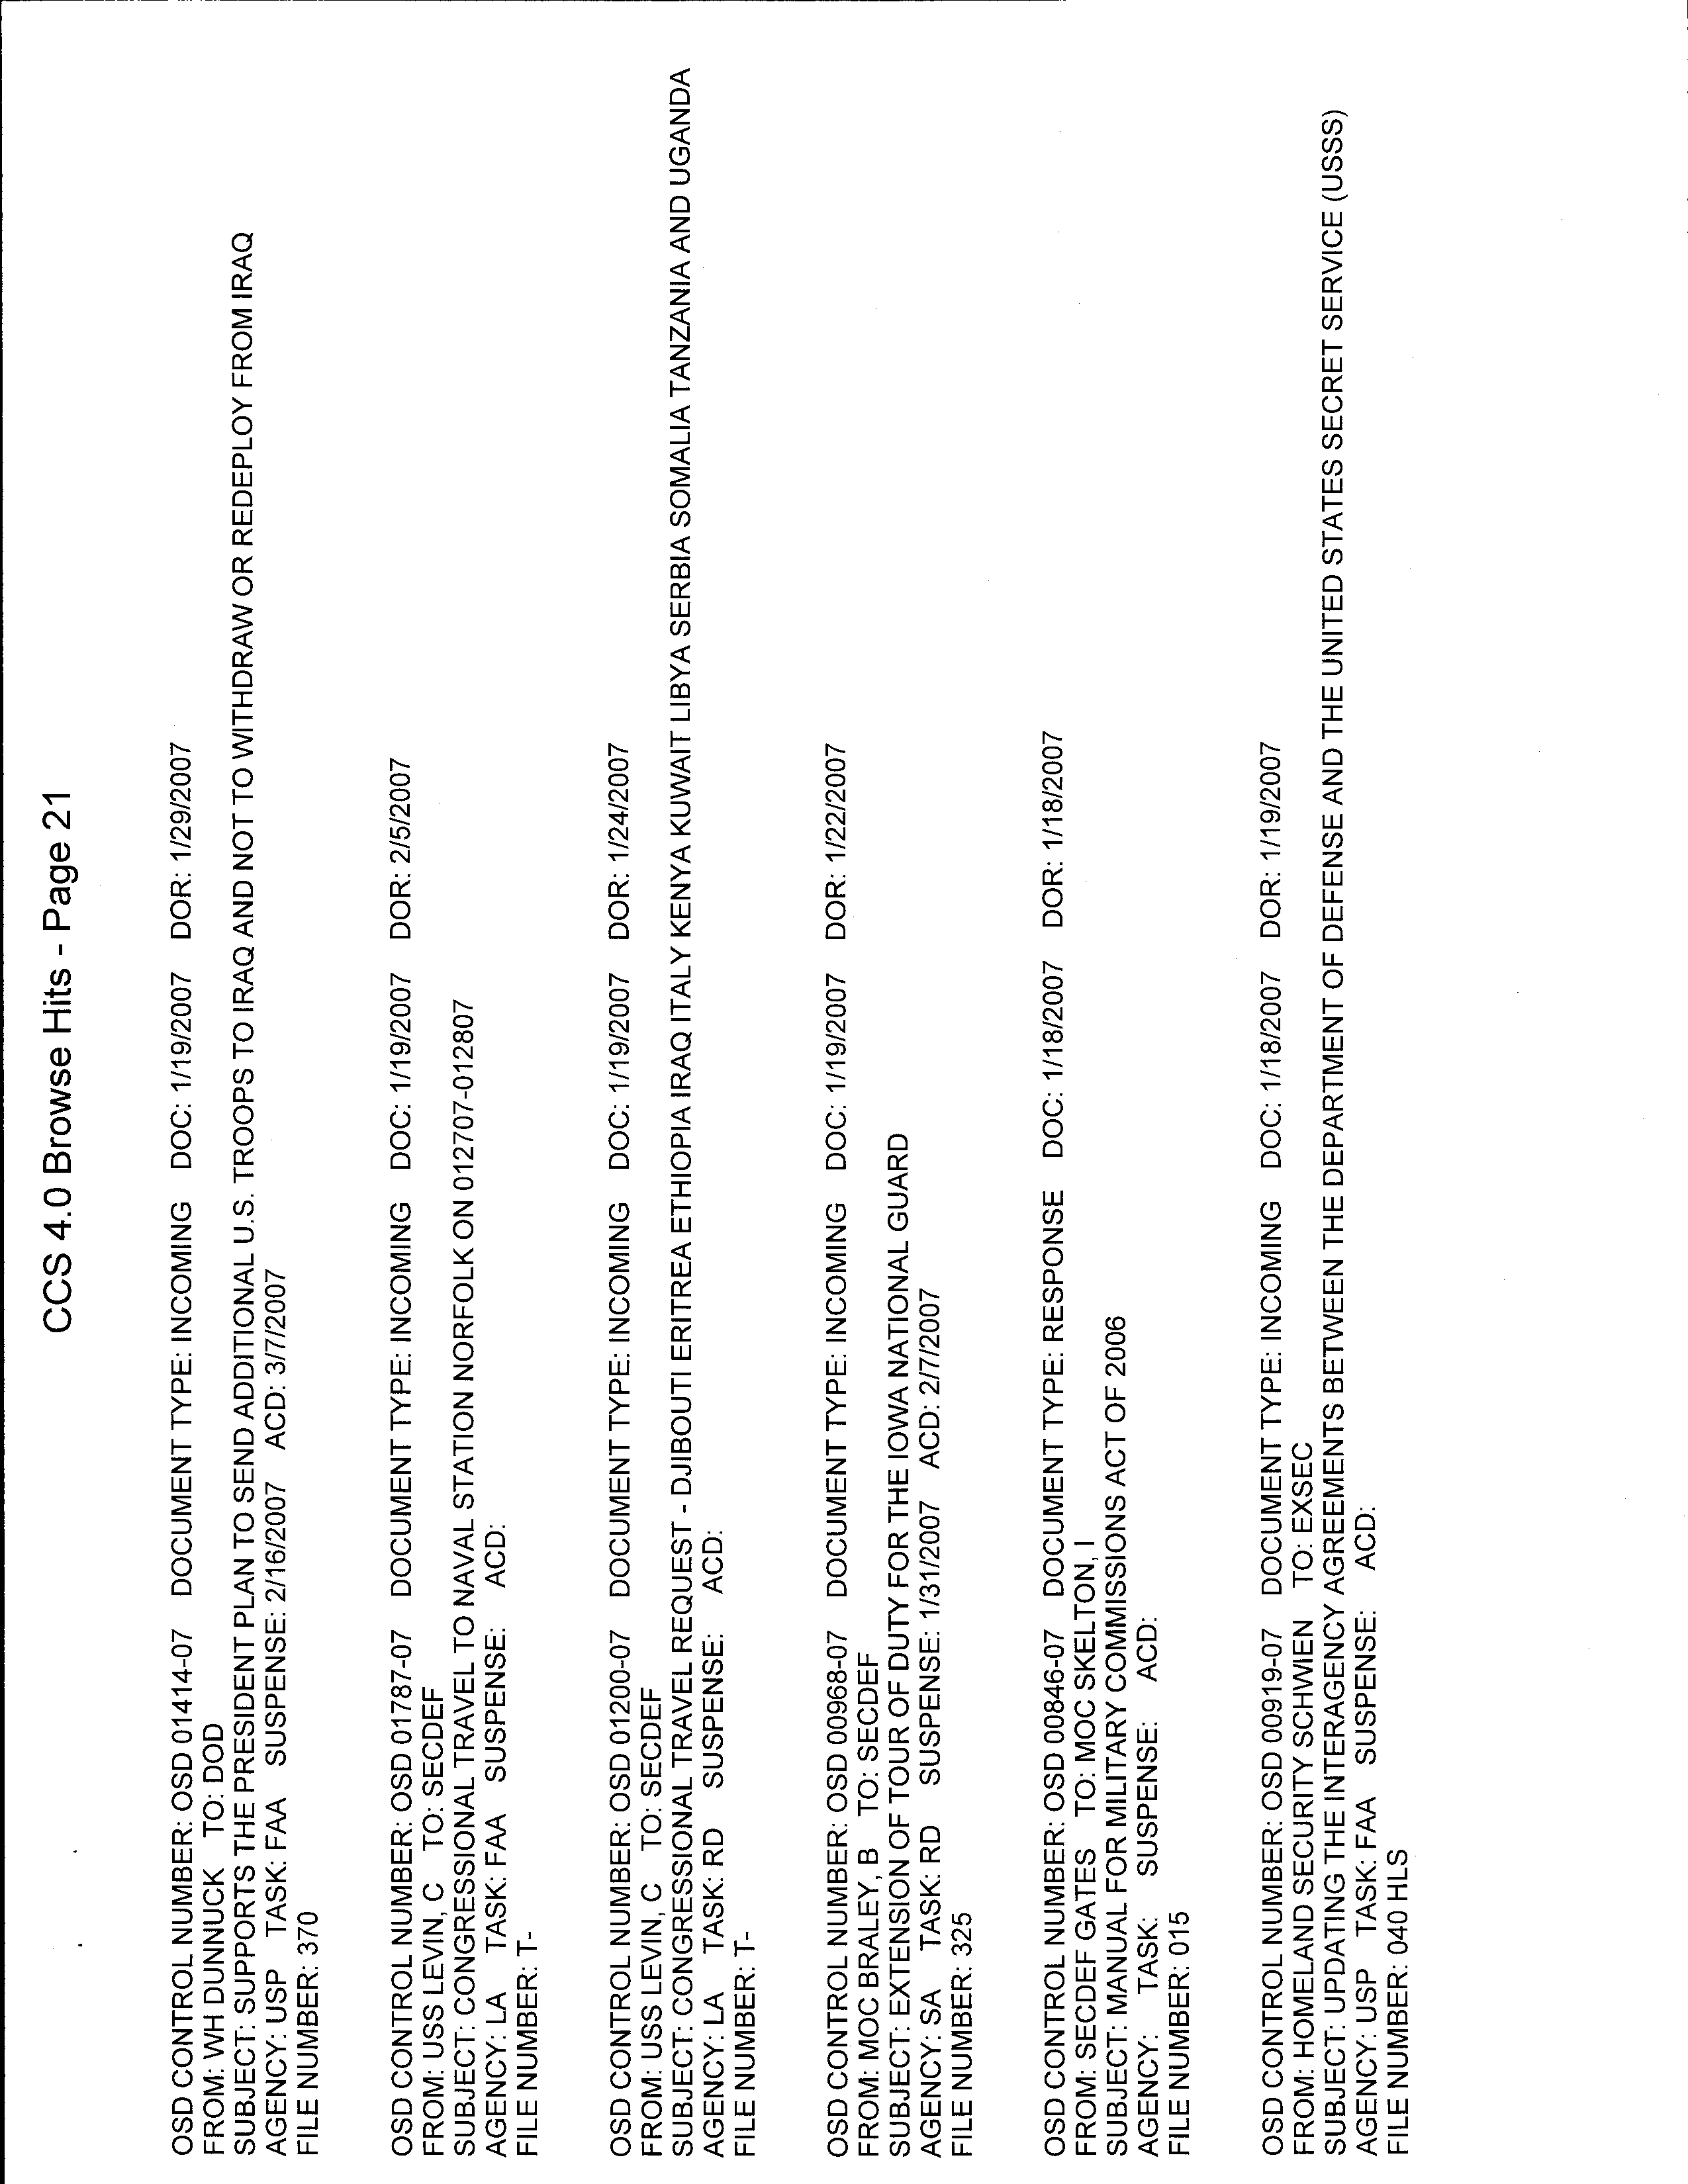 CCS 4.0 Browse Hits - Page 21
OSD CONTROL NUMBER: OSD 01414-07 DOCUMENT TYPE: INCOMING DOC: 1/19/2007 DOR: 1/29/2007
FROM: WH DUNNUCK TO: DOD
SUBJECT: SUPPORTS THE PRESIDENT PLAN TO SEND ADDITIONAL U.S. TROOPS TO IRAQ AND NOT TO WITHDRAW OR REDEPLOY FROM IRAQ
AGENCY: USP TASK: FAA SUSPENSE: 2/16/2007 ACD: 3/7/2007
FILE NUMBER: 370
OSD CONTROL NUMBER: OSD 01787-07 DOCUMENT TYPE: INCOMING DOC: 1/19/2007 DOR: 2/5/2007
FROM: USS LEVIN, C TO: SECDEF
SUBJECT: CONGRESSIONAL TRAVEL TO NAVAL STATION NORFOLK ON 012707-012807
AGENCY: LA TASK: FAA SUSPENSE: ACD:
FILE NUMBER: T-
OSD CONTROL NUMBER: OSD 01200-07 DOCUMENT TYPE: INCOMING DOC: 1/19/2007 DOR: 1/24/2007
FROM: USS LEVIN, C TO: SECDEF
SUBJECT: CONGRESSIONAL TRAVEL REQUEST - DJIBOUTI ERITREA ETHIOPIA IRAQ ITALY KENYA KUWAIT LIBYA SERBIA SOMALIA TANZANIA AND UGANDA
AGENCY: LA TASK: RD SUSPENSE: ACD:
FILE NUMBER: T-
OSD CONTROL NUMBER: OSD 00968-07 DOCUMENT TYPE: INCOMING DOC: 1/19/2007 DOR: 1/22/2007
FROM: MOC BRALEY, B TO: SECDEF
SUBJECT: EXTENSION OF TOUR OF DUTY FOR THE IOWA NATIONAL GUARD
AGENCY: SA TASK: RD SUSPENSE: 1/31/2007 ACD: 2/7/2007
FILE NUMBER: 325
OSD CONTROL NUMBER: OSD 00846-07 DOCUMENT TYPE: RESPONSE DOC: 1/18/2007 DOR: 1/18/2007
FROM: SECDEF GATES TO: MOC SKELTON, I
SUBJECT: MANUAL FOR MILITARY COMMISSIONS ACT OF 2006
AGENCY: TASK: SUSPENSE: ACD:
FILE NUMBER: 015
OSD CONTROL NUMBER: OSD 00919-07 DOCUMENT TYPE: INCOMING DOC: 1/18/2007 DOR: 1/19/2007
FROM: HOMELAND SECURITY SCHWIEN TO: EXSEC
SUBJECT: UPDATING THE INTERAGENCY AGREEMENTS BETWEEN THE DEPARTMENT OF DEFENSE AND THE UNITED STATES SECRET SERVICE (USSS)
AGENCY: USP TASK: FAA SUSPENSE: ACD:
FILE NUMBER: 040 HLS